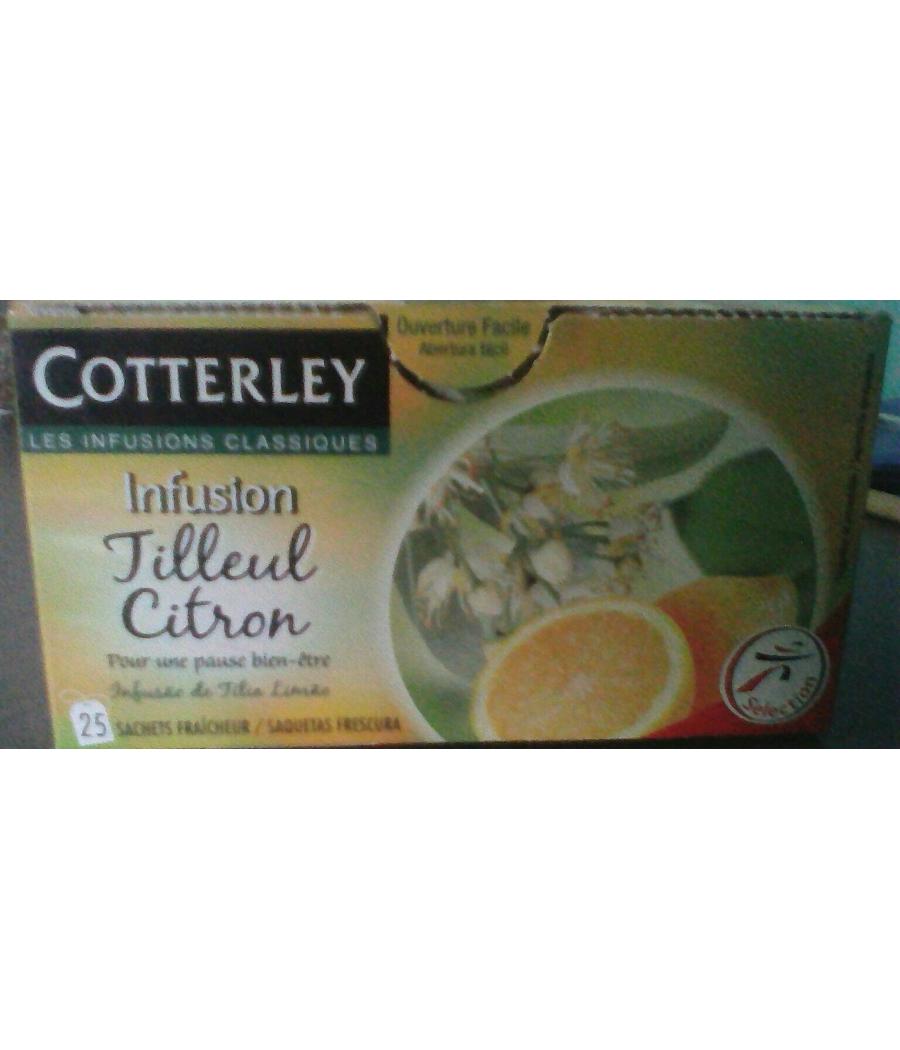 COTTERLEY
LES INFUSIONS CLASSIQUES
Ouverture Facile
Abertura fácil
Infusion
Tilleul
Citron
Pour une pause bien-être
Infusão de Tília Limão
25 SACHETS FRAÎCHEUR / SAQUETAS FRESCURA
Selection